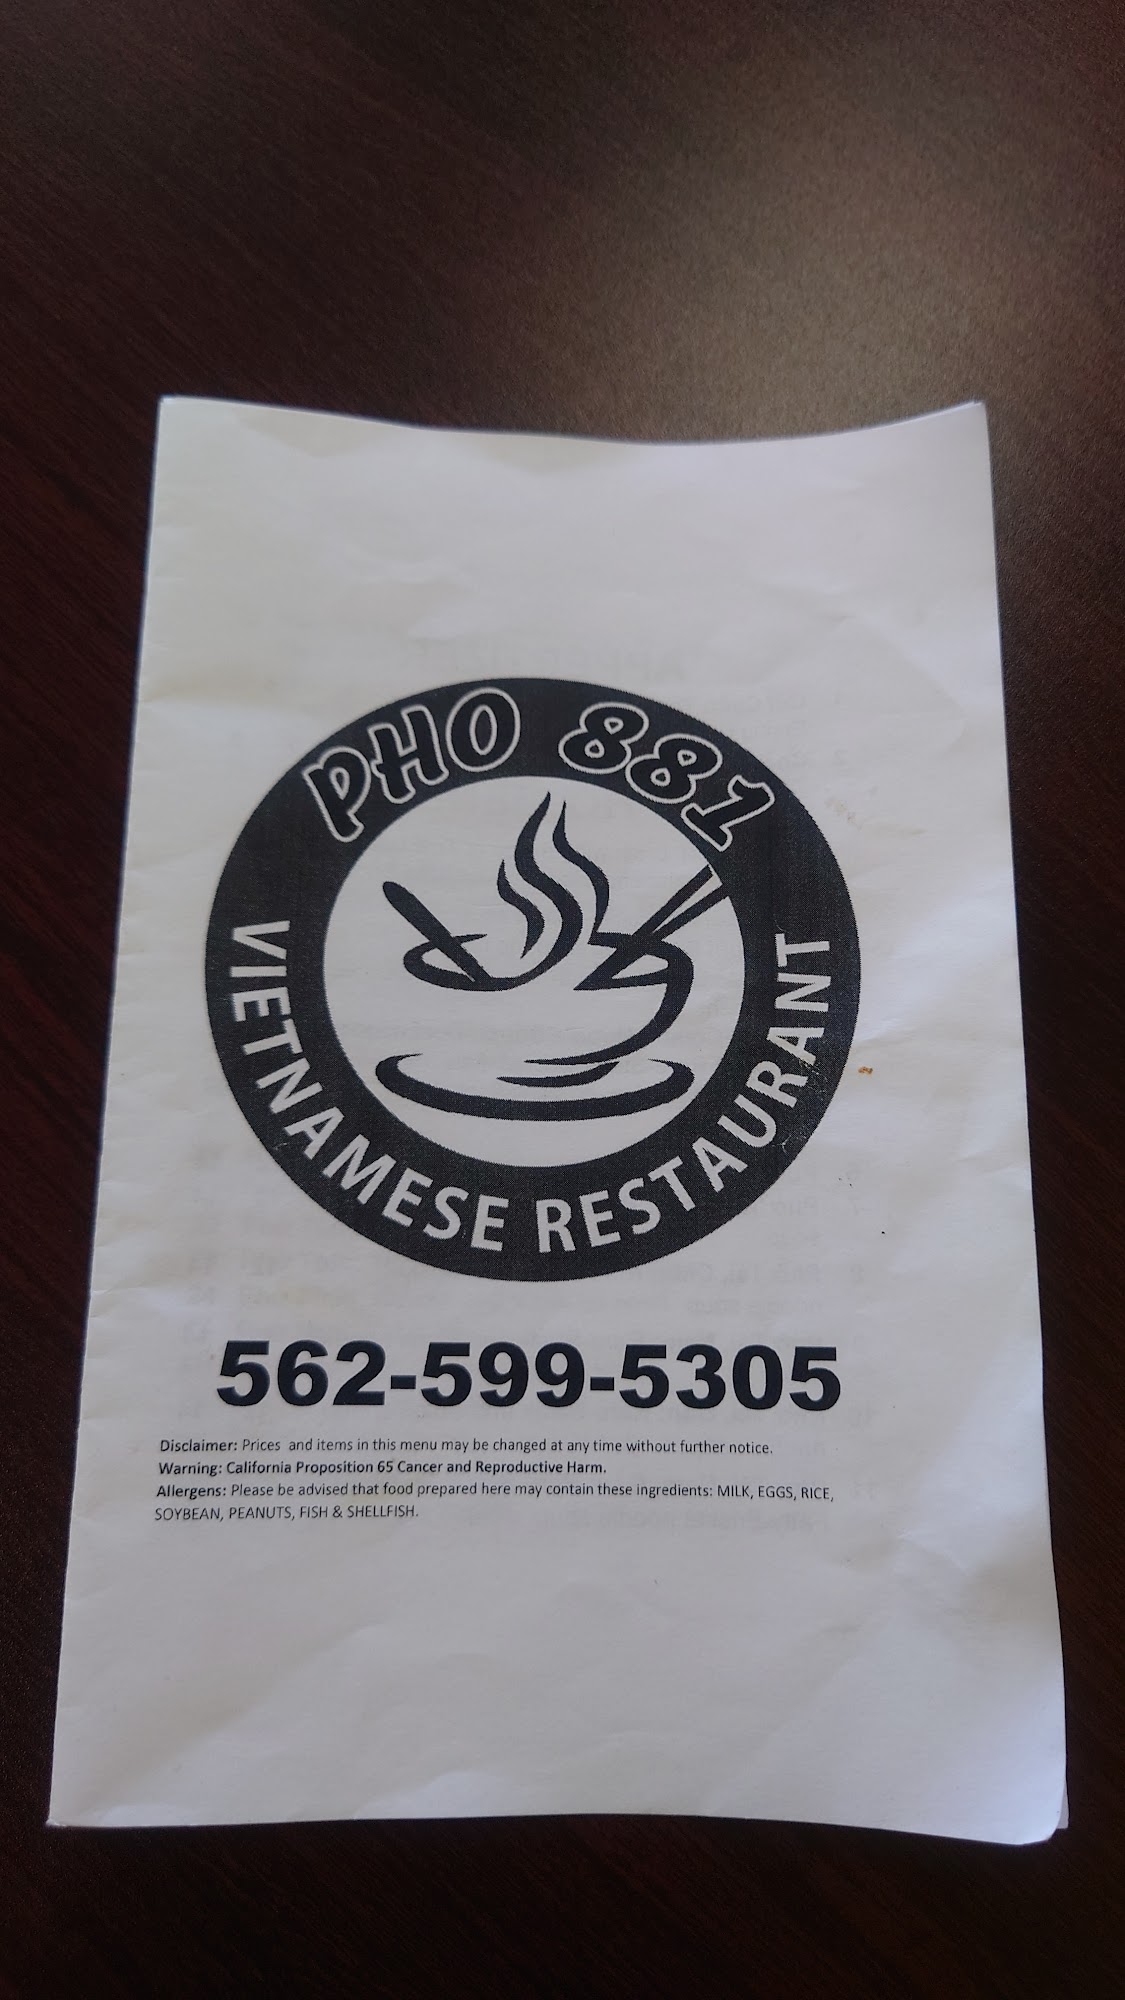 PHO 881
VIETNAMESE RESTAURANT
562-599-5305
Disclaimer: Prices and items in this menu may be changed at any time without further notice.
Warning: California Proposition 65 Cancer and Reproductive Harm.
Allergens: Please be advised that food prepared here may contain these ingredients: MILK, EGGS, RICE,
SOYBEAN, PEANUTS, FISH & SHELLFISH.